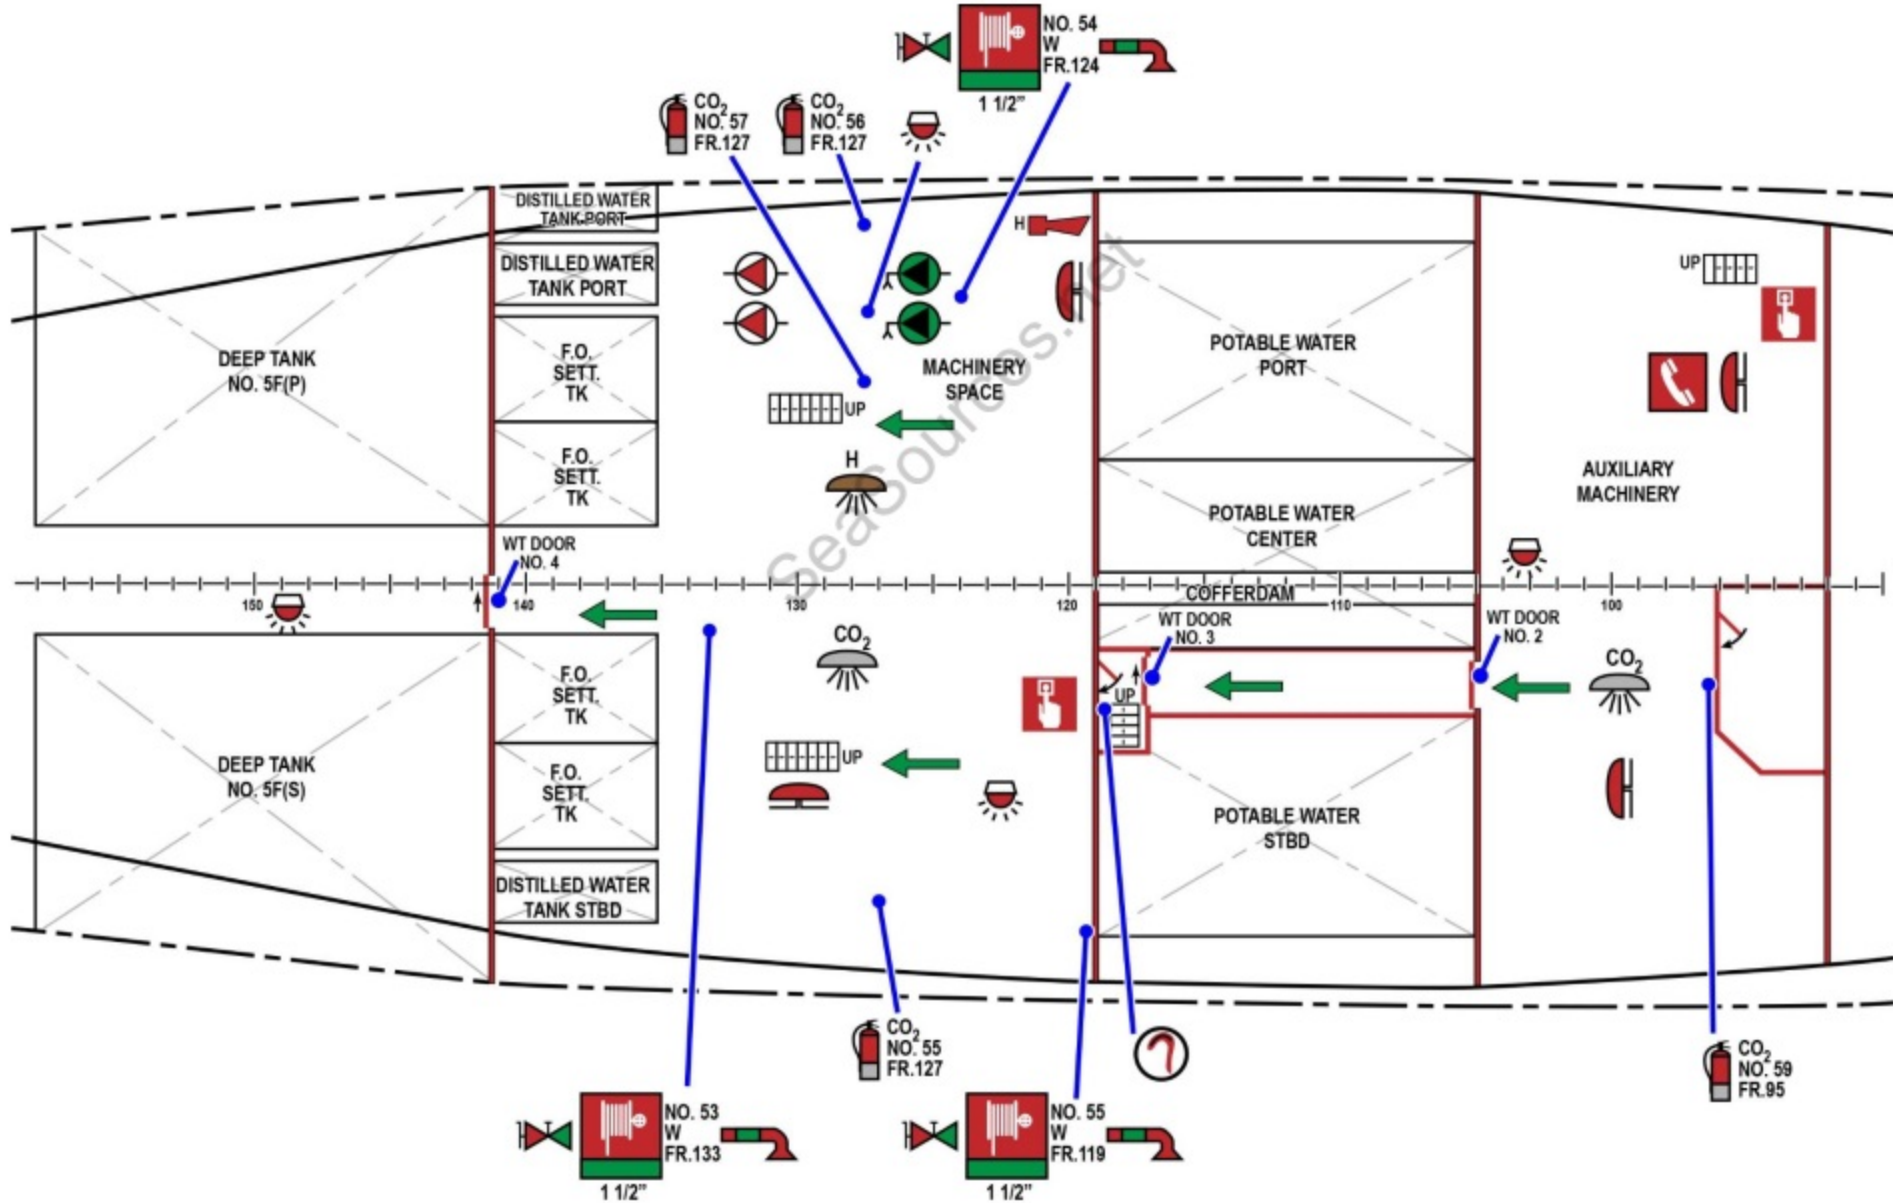 NO. 54
W
FR.124
1 1/2"
CO2
NO. 57
FR.127
CO2
NO. 56
FR.127
DISTILLED WATER
TANK PORT
H
DISTILLED WATER
TANK PORT
UP
DEEP TANK
NO. 5F(P)
F.O.
SETT.
TK
MACHINERY
SPACE
POTABLE WATER
PORT
UP
F.O.
SETT.
TK
H
AUXILIARY
MACHINERY
POTABLE WATER
CENTER
SeaSources.net
WT DOOR
NO. 4
COFFERDAM
150
140
130
120
110
100
WT DOOR
NO. 3
WT DOOR
NO. 2
F.O.
SETT.
TK
CO2
CO2
UP
DEEP TANK
NO. 5F(S)
F.O.
SETT.
TK
UP
POTABLE WATER
STBD
DISTILLED WATER
TANK STBD
CO2
NO. 55
FR.127
CO2
NO. 59
FR.95
NO. 53
W
FR.133
1 1/2"
NO. 55
W
FR.119
1 1/2"